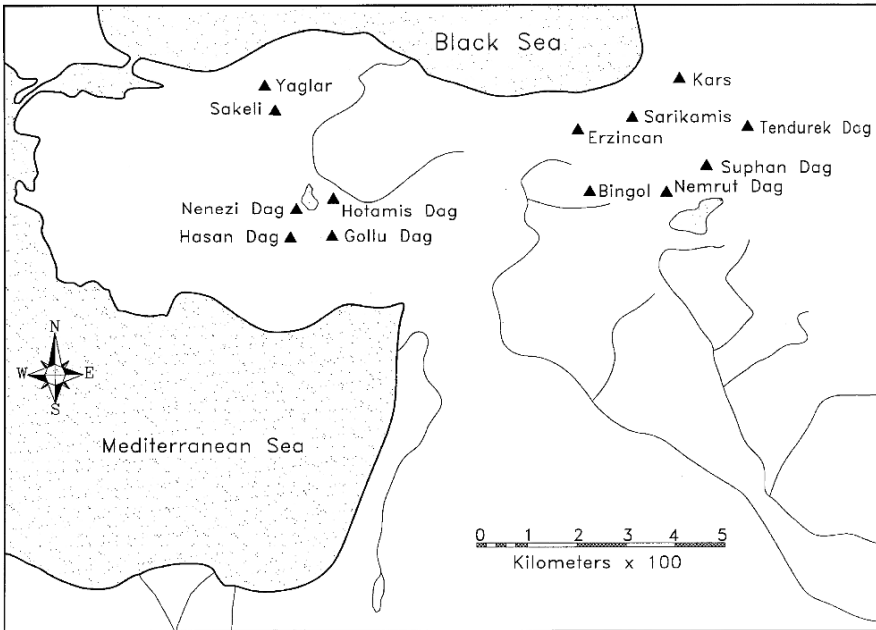 Black Sea
Yaglar
Kars
Sakeli
Sarikamis
Tendurek Dag
Erzincan
Suphan Dag
Bingol
Nemrut Dag
Nenezi Dag
Hotamis Dag
Hasan Dag
Gollu Dag
N
W
E
S
Mediterranean Sea
0 1 2 3 4 5
Kilometers x 100